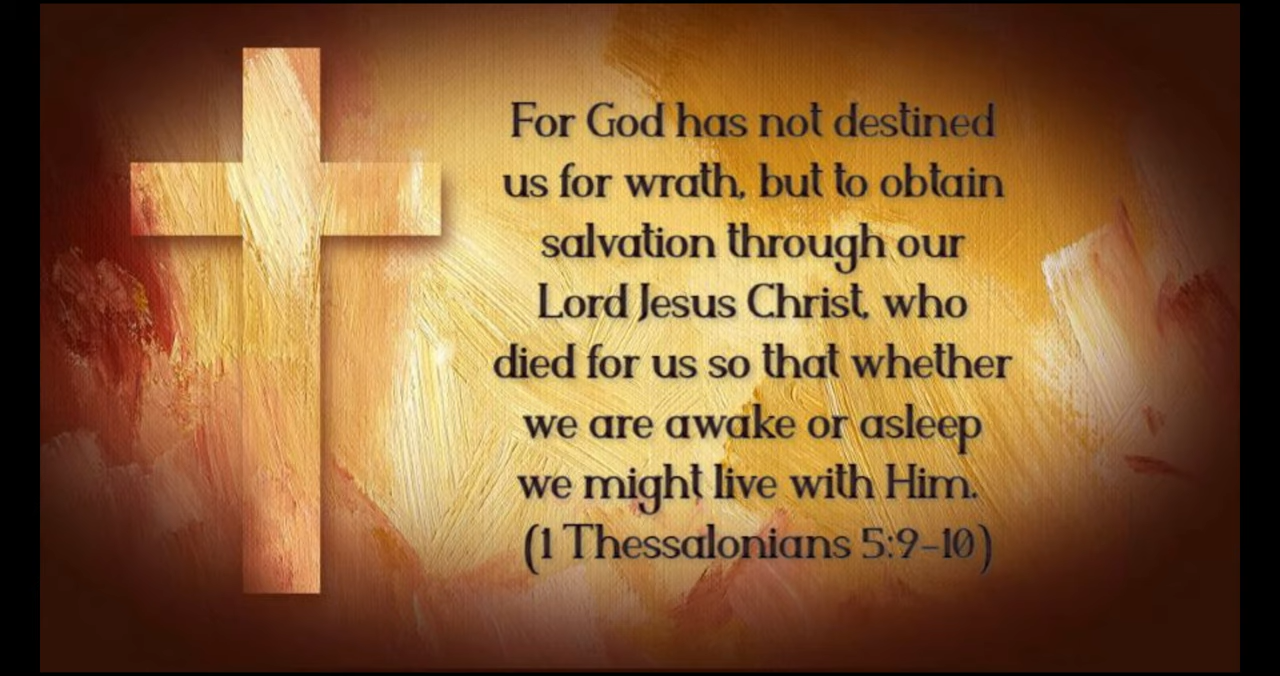 For God has not destined
us for wrath, but to obtain
salvation through our
Lord Jesus Christ, who
died for us so that whether
we are awake or asleep
we might live with Him.
(1 Thessalonians 5:9-10)